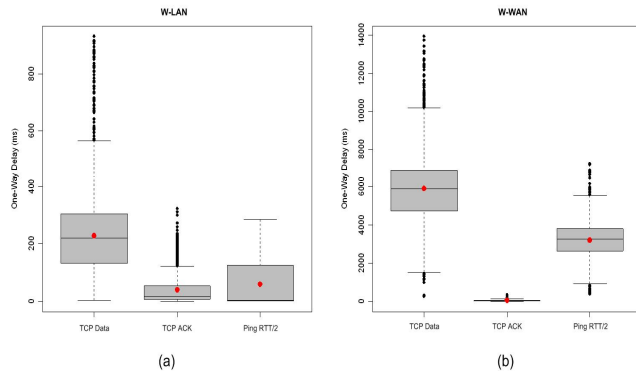 W-LAN
One-Way Delay (ms)
0
200
400
600
800
TCP Data
TCP ACK
Ping RTT/2
(a)
W-WAN
One-Way Delay (ms)
0
2000
4000
6000
8000
10000
12000
14000
TCP Data
TCP ACK
Ping RTT/2
(b)